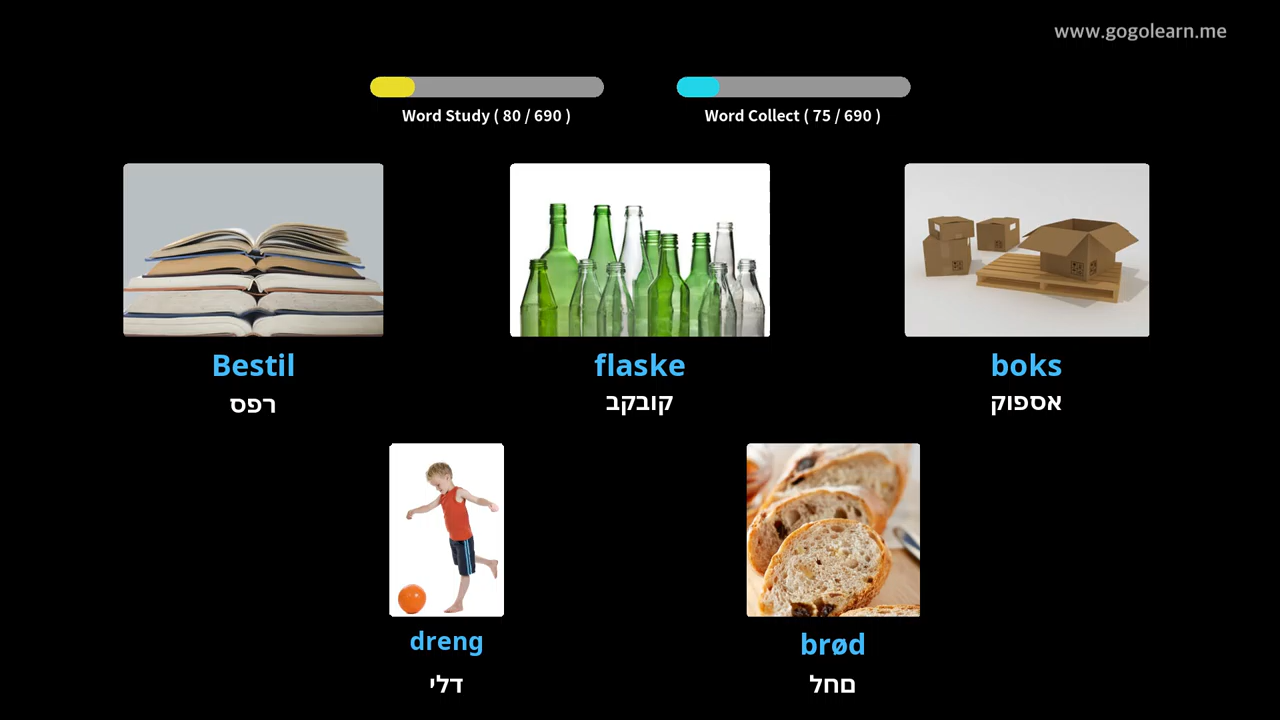 www.gogolearn.me
Word Study ( 80 / 690 )
Word Collect ( 75 / 690 )
Bestil
רפס
flaske
קובקב
boks
אספוק
dreng
דלי
brød
םחל